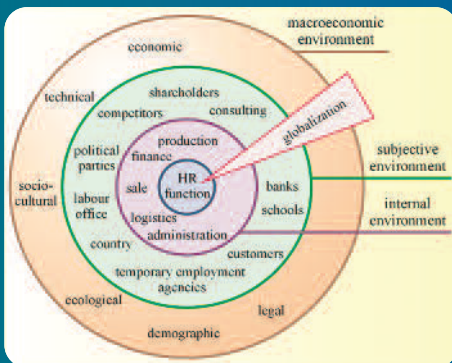 macroeconomic
environment
economic
shareholders
technical
competitors
consulting
globalization
production
political
parties
finance
subjective
environment
HR
function
sale
banks
socio-
cultural
labour
office
schools
internal
environment
logistics
administration
country
customers
temporary employment
agencies
ecological
legal
demographic